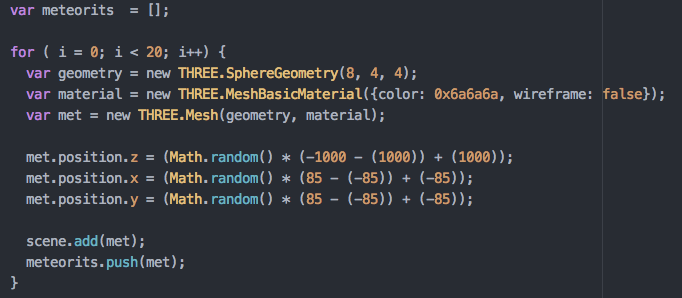 var meteorits  = [];
for ( i = 0; i < 20; i++) {
var geometry = new THREE.SphereGeometry(8, 4, 4);
var material = new THREE.MeshBasicMaterial({color: 0x6a6a6a, wireframe: false});
var met = new THREE.Mesh(geometry, material);
met.position.z = (Math.random() * (-1000 - (1000)) + (1000));
met.position.x = (Math.random() * (85 - (-85)) + (-85));
met.position.y = (Math.random() * (85 - (-85)) + (-85));
scene.add(met);
meteorits.push(met);
}